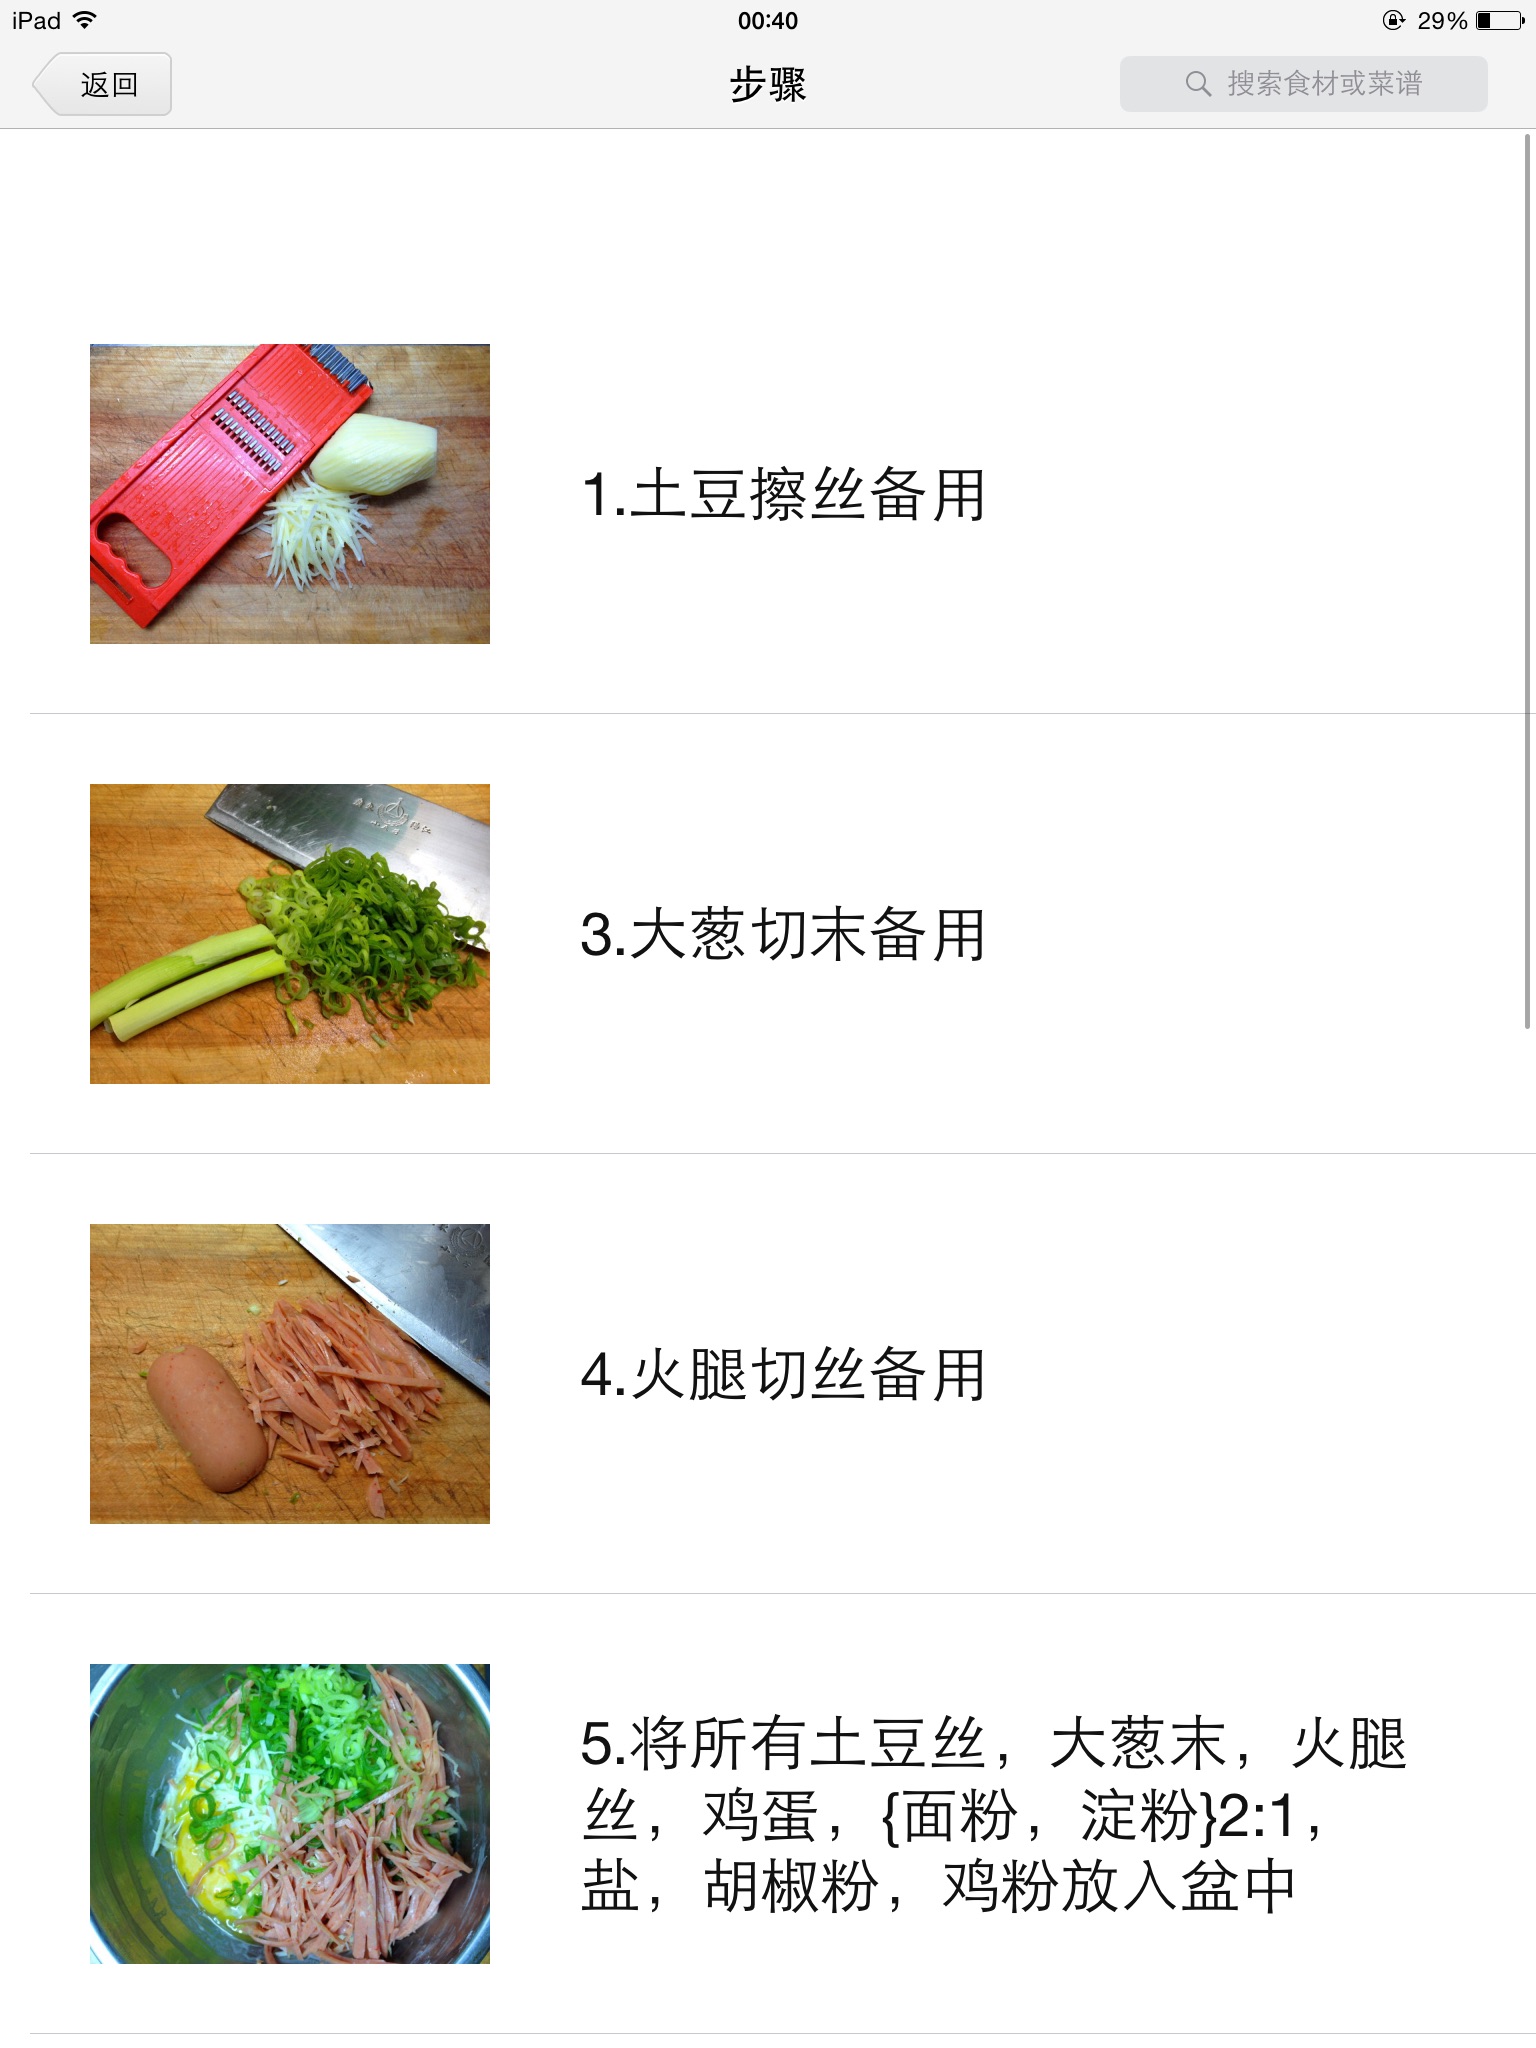 iPad
00:40
29%
返回
步骤
搜索食材或菜谱
1.土豆擦丝备用
3.大葱切末备用
4.火腿切丝备用
5.将所有土豆丝，大葱末，火腿
丝，鸡蛋，{面粉，淀粉}2:1，
盐，胡椒粉，鸡粉放入盆中